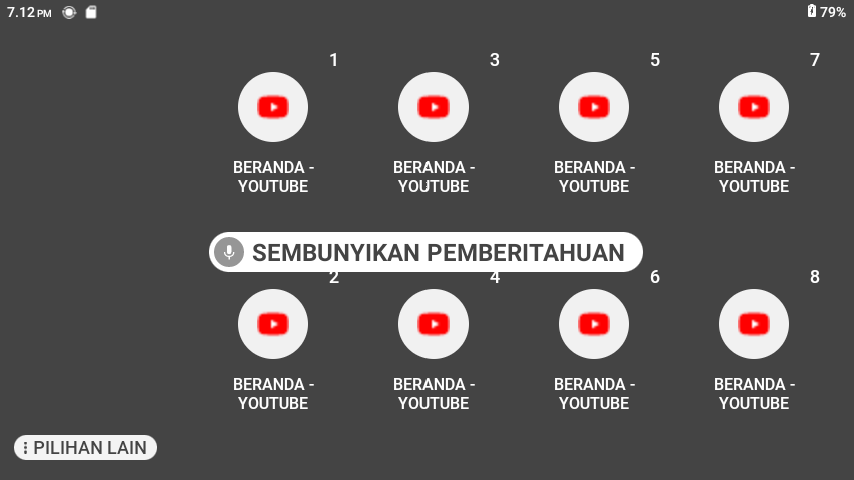 7.12 PM
79%
1
3
5
7
BERANDA -
YOUTUBE
BERANDA -
YOUTUBE
BERANDA -
YOUTUBE
BERANDA -
YOUTUBE
SEMBUNYIKAN PEMBERITAHUAN
2
4
6
8
BERANDA -
YOUTUBE
BERANDA -
YOUTUBE
BERANDA -
YOUTUBE
BERANDA -
YOUTUBE
PILIHAN LAIN